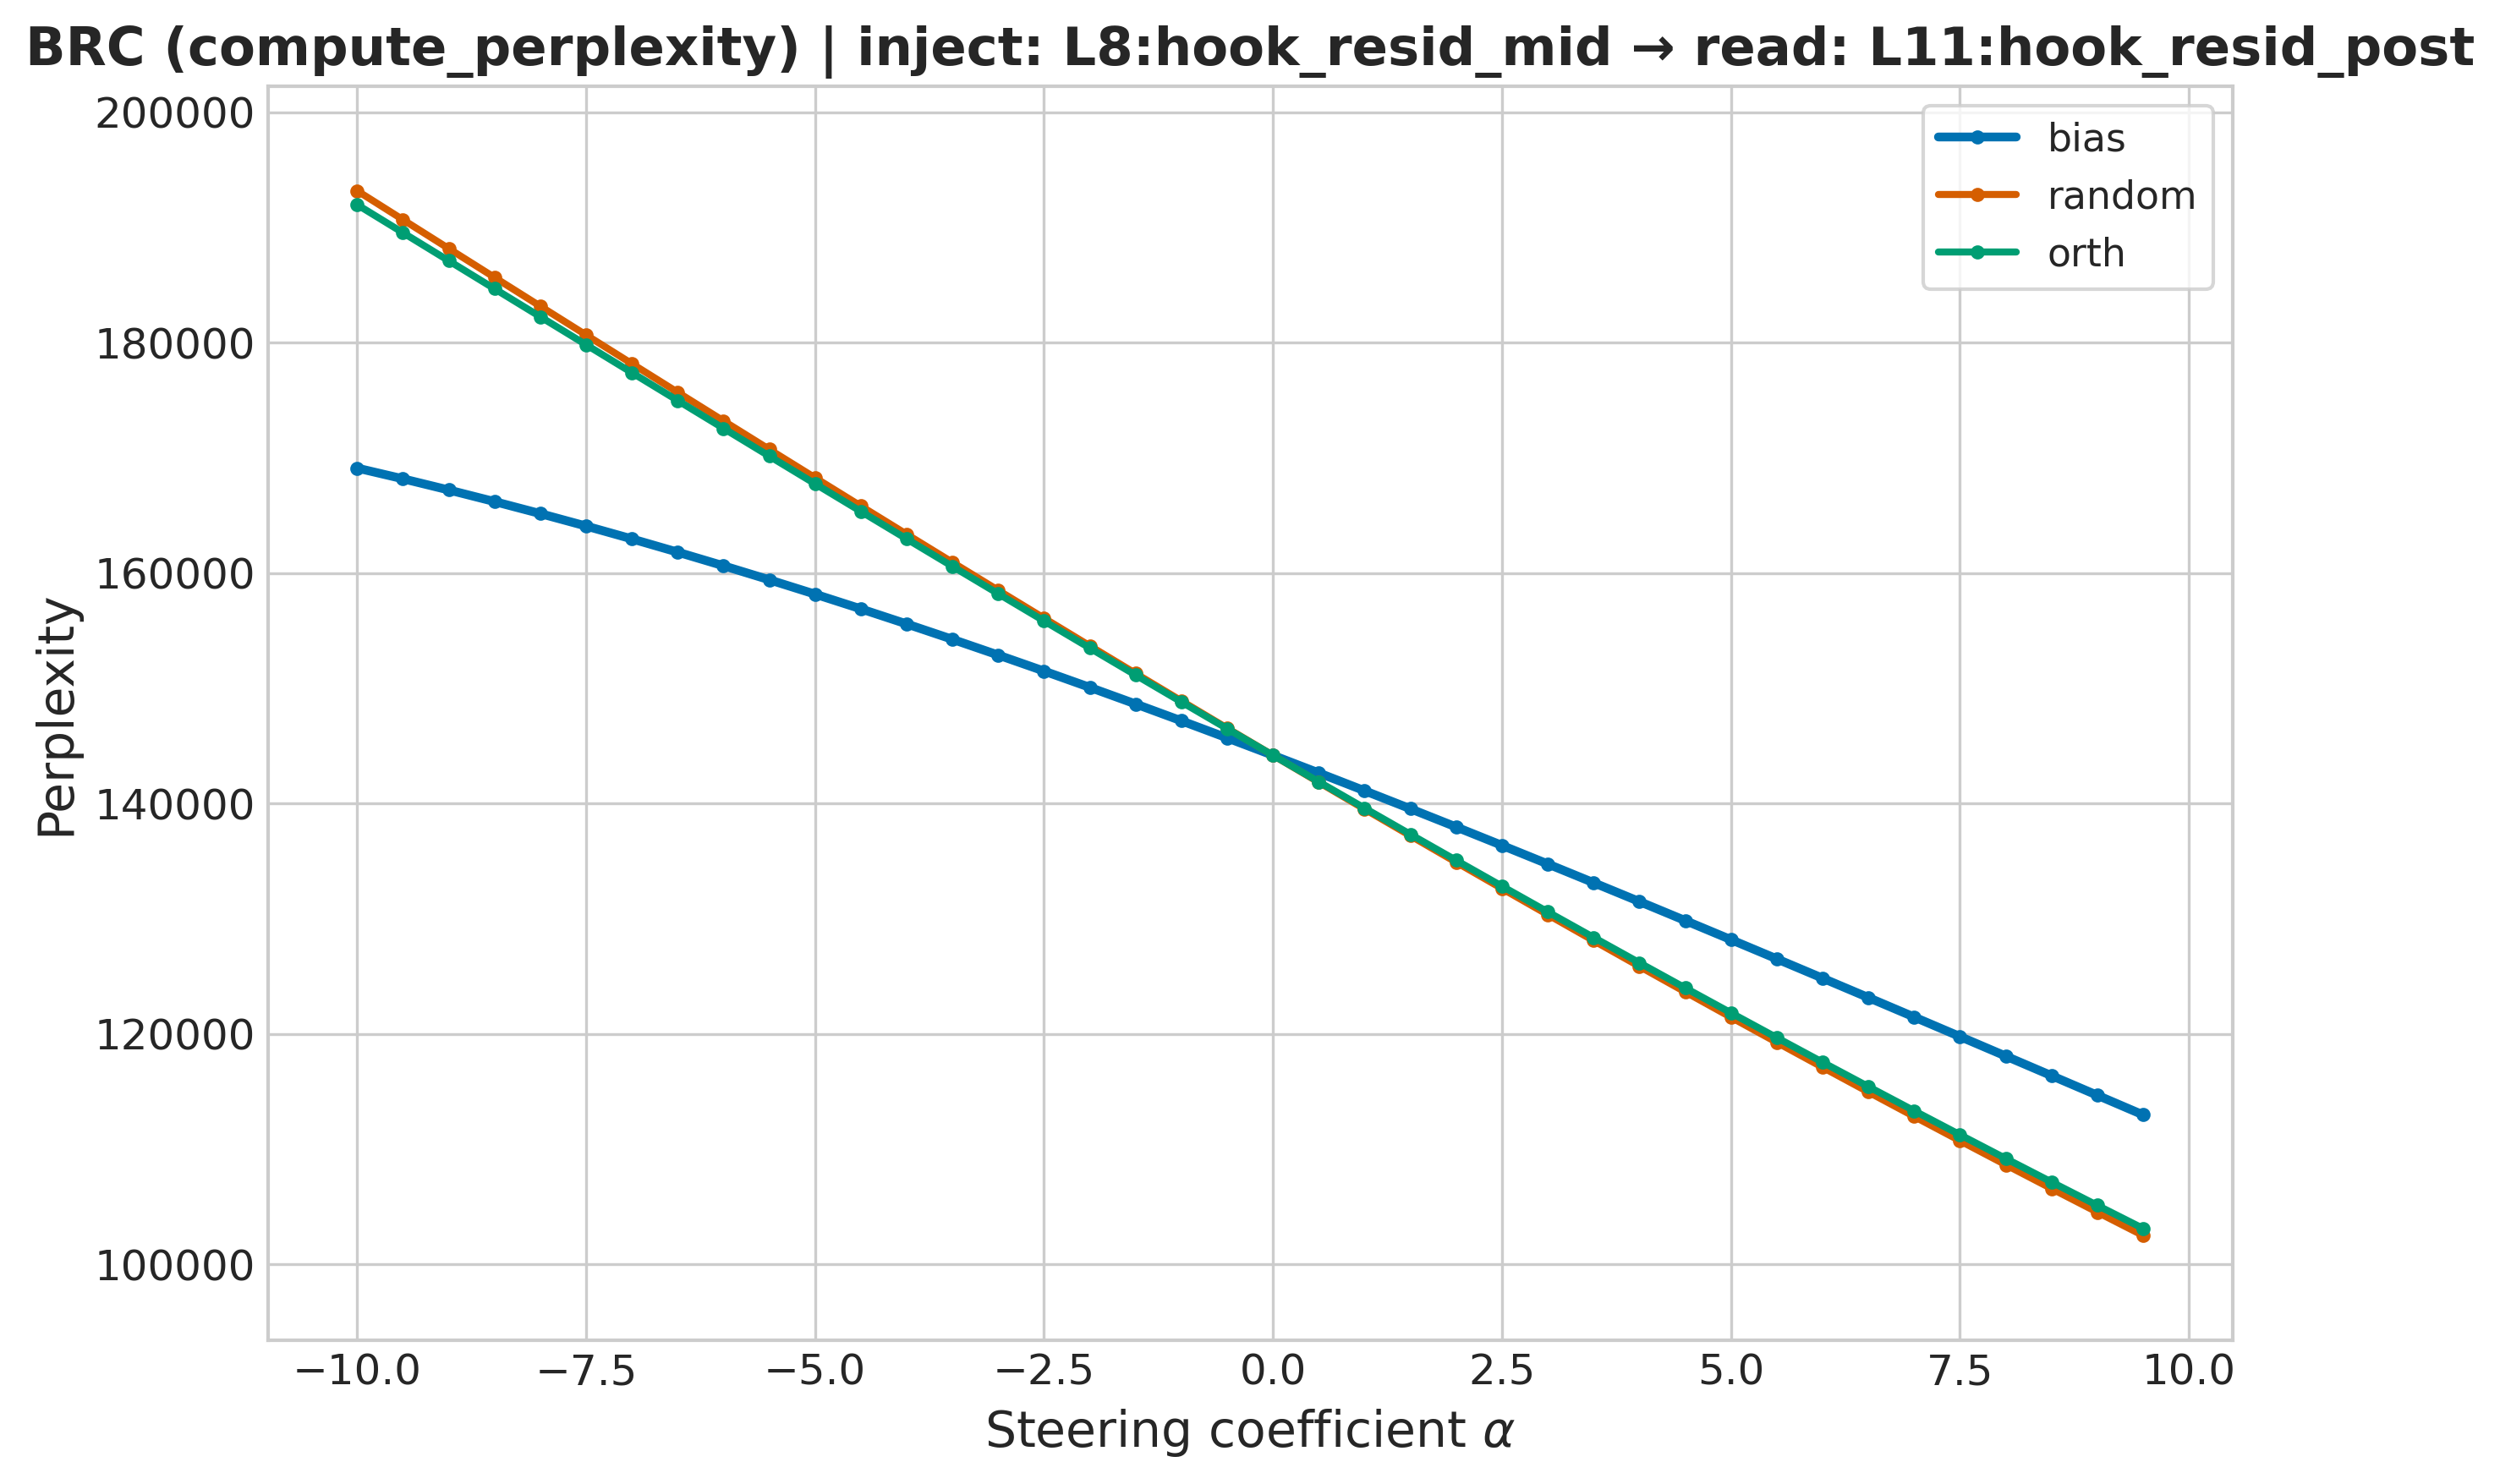 BRC (compute_perplexity) | inject: L8:hook_resid_mid → read: L11:hook_resid_post
200000
180000
160000
140000
120000
100000
Perplexity
bias
random
orth
−10.0 −7.5 −5.0 −2.5 0.0 2.5 5.0 7.5 10.0
Steering coefficient α